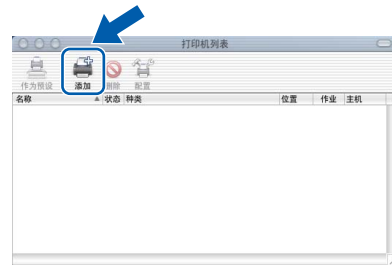 打印机列表
作为预设 添加 删除 配置
名称 状态 种类 位置 作业 主机